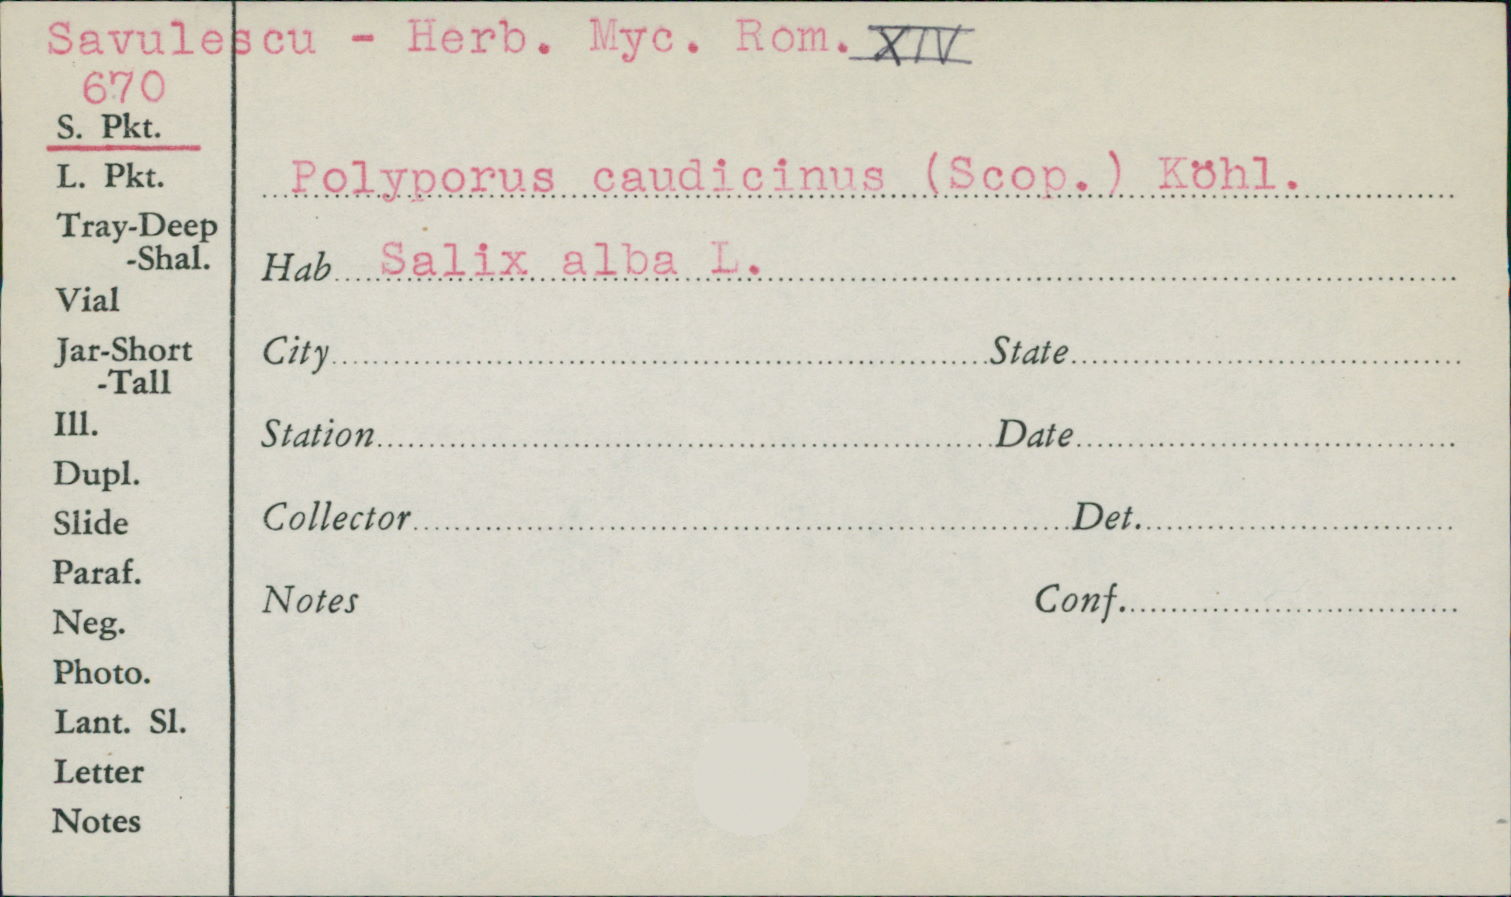 Savulescu - Herb. Myc. Rom. XIV
670
S. Pkt.
L. Pkt.
Polyporus caudicinus (Scop.) Köhl.
Tray-Deep
-Shal.
Hab Salix alba L.
Vial
Jar-Short
-Tall
City State
Ill.
Station Date
Dupl.
Slide
Collector Det.
Paraf.
Neg.
Notes Conf.
Photo.
Lant. Sl.
Letter
Notes